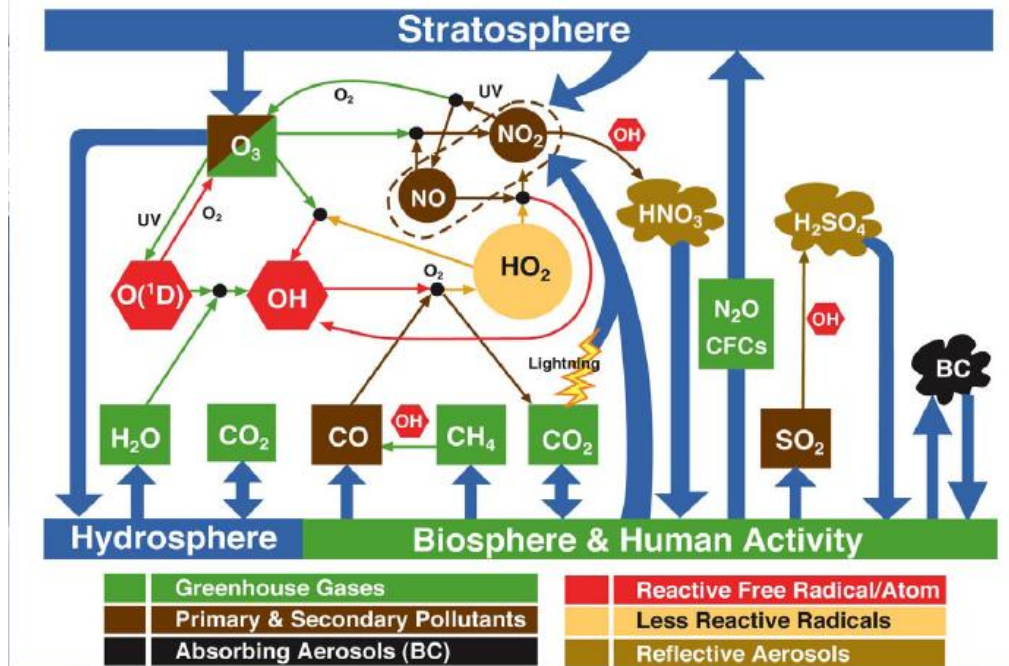 Stratosphere
O₂
UV
O₃
NO₂
OH
NO
HNO₃
H₂SO₄
UV
O₂
O(¹D)
OH
O₂
HO₂
N₂O
CFCs
OH
Lightning
BC
H₂O
CO₂
CO
OH
CH₄
CO₂
SO₂
Hydrosphere
Biosphere & Human Activity
Greenhouse Gases
Reactive Free Radical/Atom
Primary & Secondary Pollutants
Less Reactive Radicals
Absorbing Aerosols (BC)
Reflective Aerosols